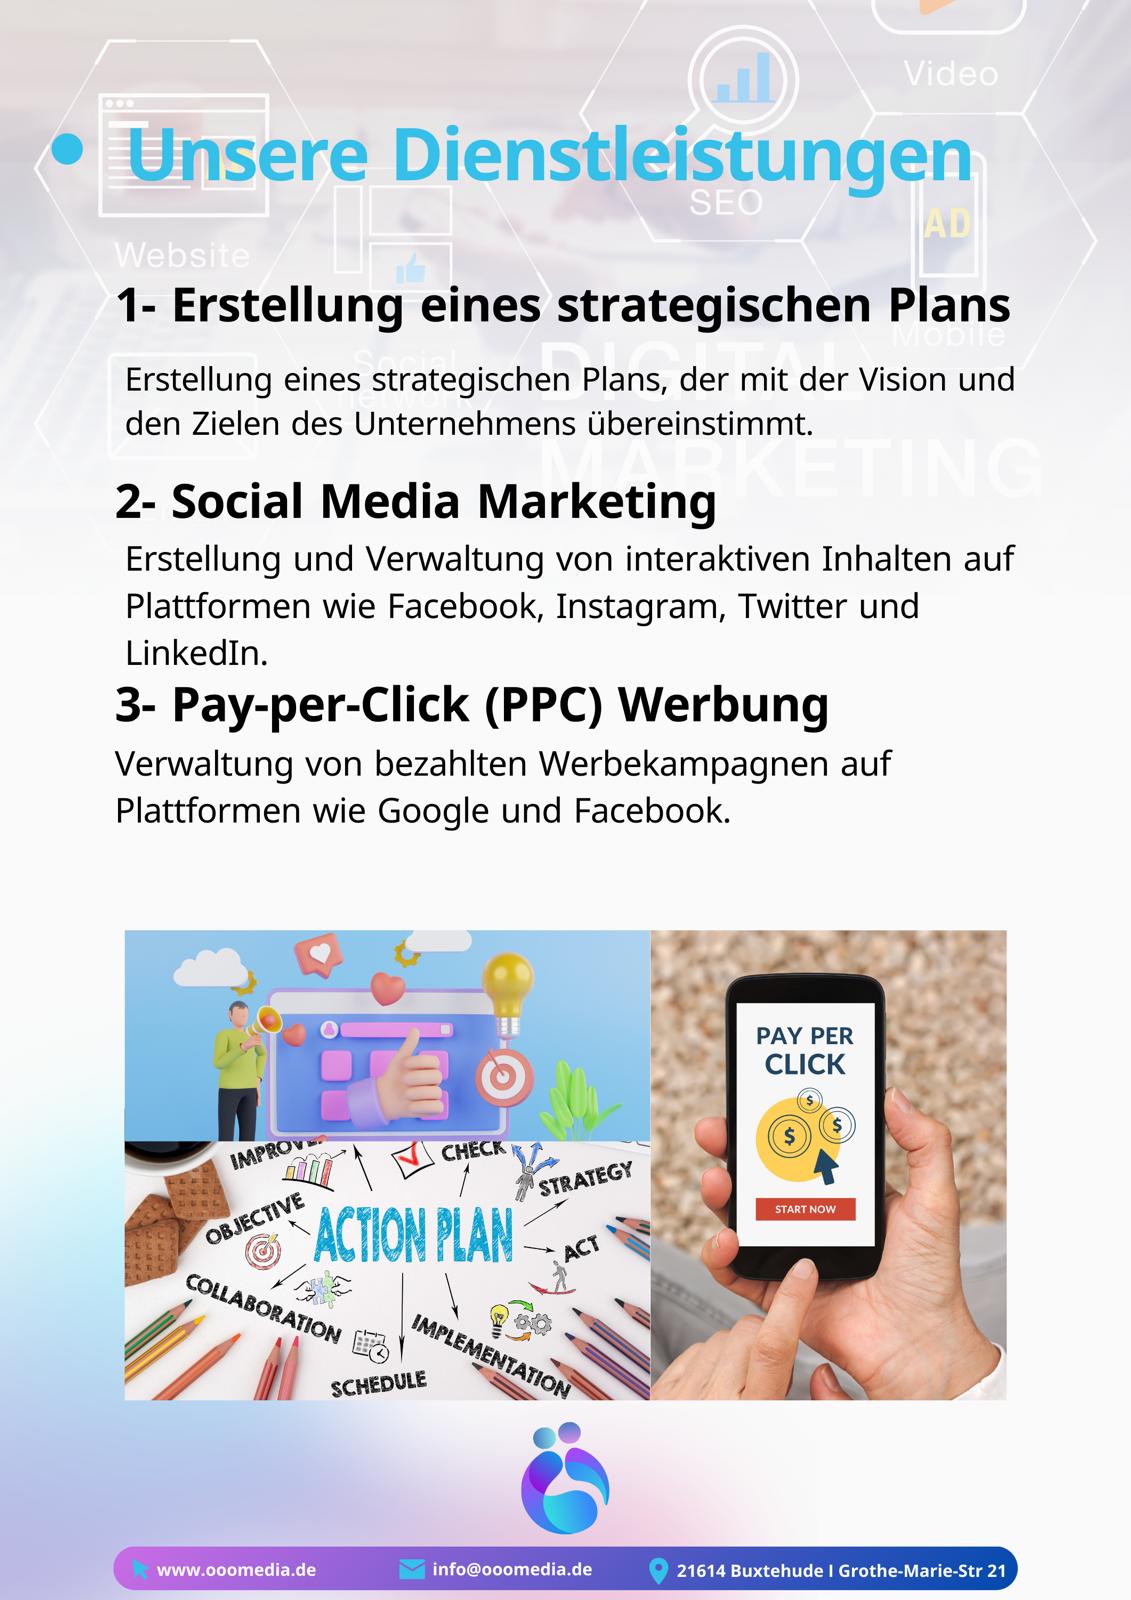 Video
Unsere Dienstleistungen
SEO
AD
Website
1- Erstellung eines strategischen Plans
Mobile
Social
network
DIGITAL
MARKETING
Erstellung eines strategischen Plans, der mit der Vision und
den Zielen des Unternehmens übereinstimmt.
2- Social Media Marketing
Erstellung und Verwaltung von interaktiven Inhalten auf
Plattformen wie Facebook, Instagram, Twitter und
LinkedIn.
3- Pay-per-Click (PPC) Werbung
Verwaltung von bezahlten Werbekampagnen auf
Plattformen wie Google und Facebook.
PAY PER
CLICK
$
$
$
START NOW
CHECK
STRATEGY
OBJECTIVE
ACTION PLAN
ACT
COLLABORATION
IMPLEMENTATION
SCHEDULE
www.ooomedia.de
info@ooomedia.de
21614 Buxtehude I Grothe-Marie-Str 21